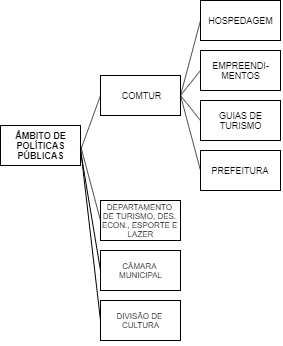 HOSPEDAGEM
EMPREENDI-
MENTOS
COMTUR
GUIAS DE
TURISMO
ÂMBITO DE
POLÍTICAS
PÚBLICAS
PREFEITURA
DEPARTAMENTO
DE TURISMO, DES.
ECON., ESPORTE E
LAZER
CÂMARA
MUNICIPAL
DIVISÃO DE
CULTURA